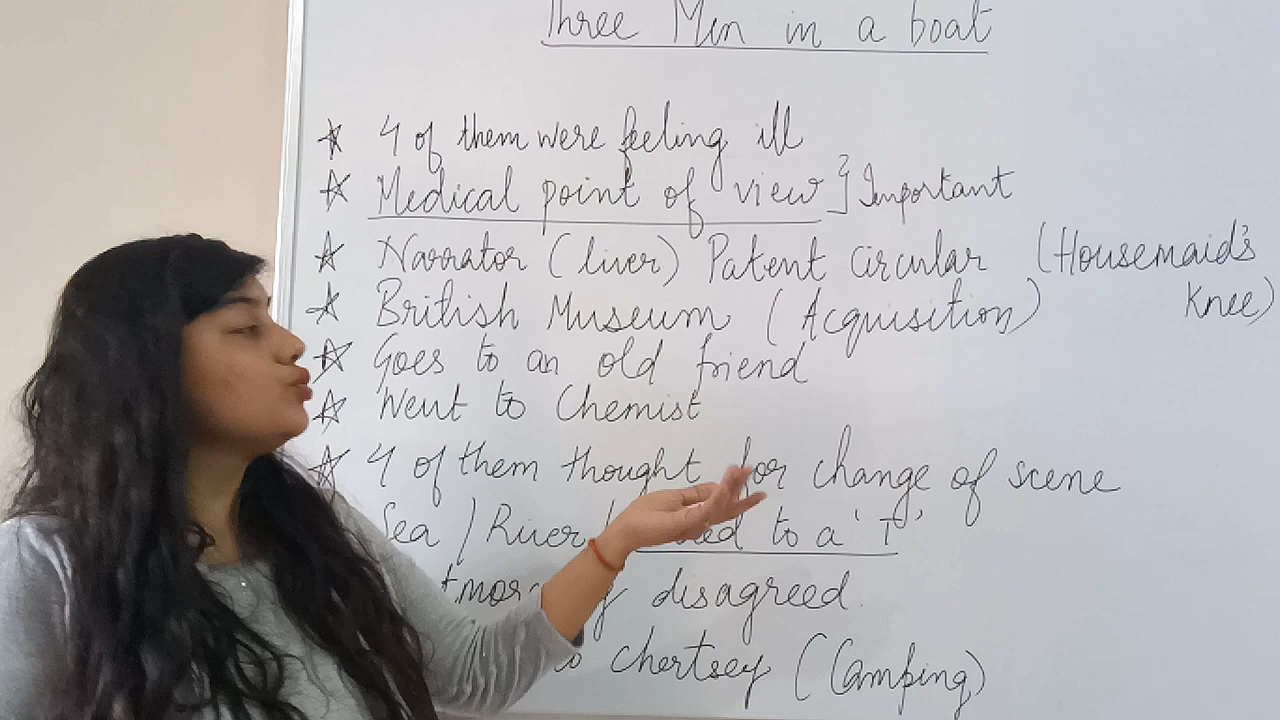 Three Men in a boat
4 of them were feeling ill
Medical point of view } Important
Narrator (liver) Patent Circular (Housemaid's Knee)
British Museum (Acquisition)
Goes to an old friend
Went to Chemist
4 of them thought for change of scene
Sea / River to a 'T'
disagreed.
to Chertsey (Camping)